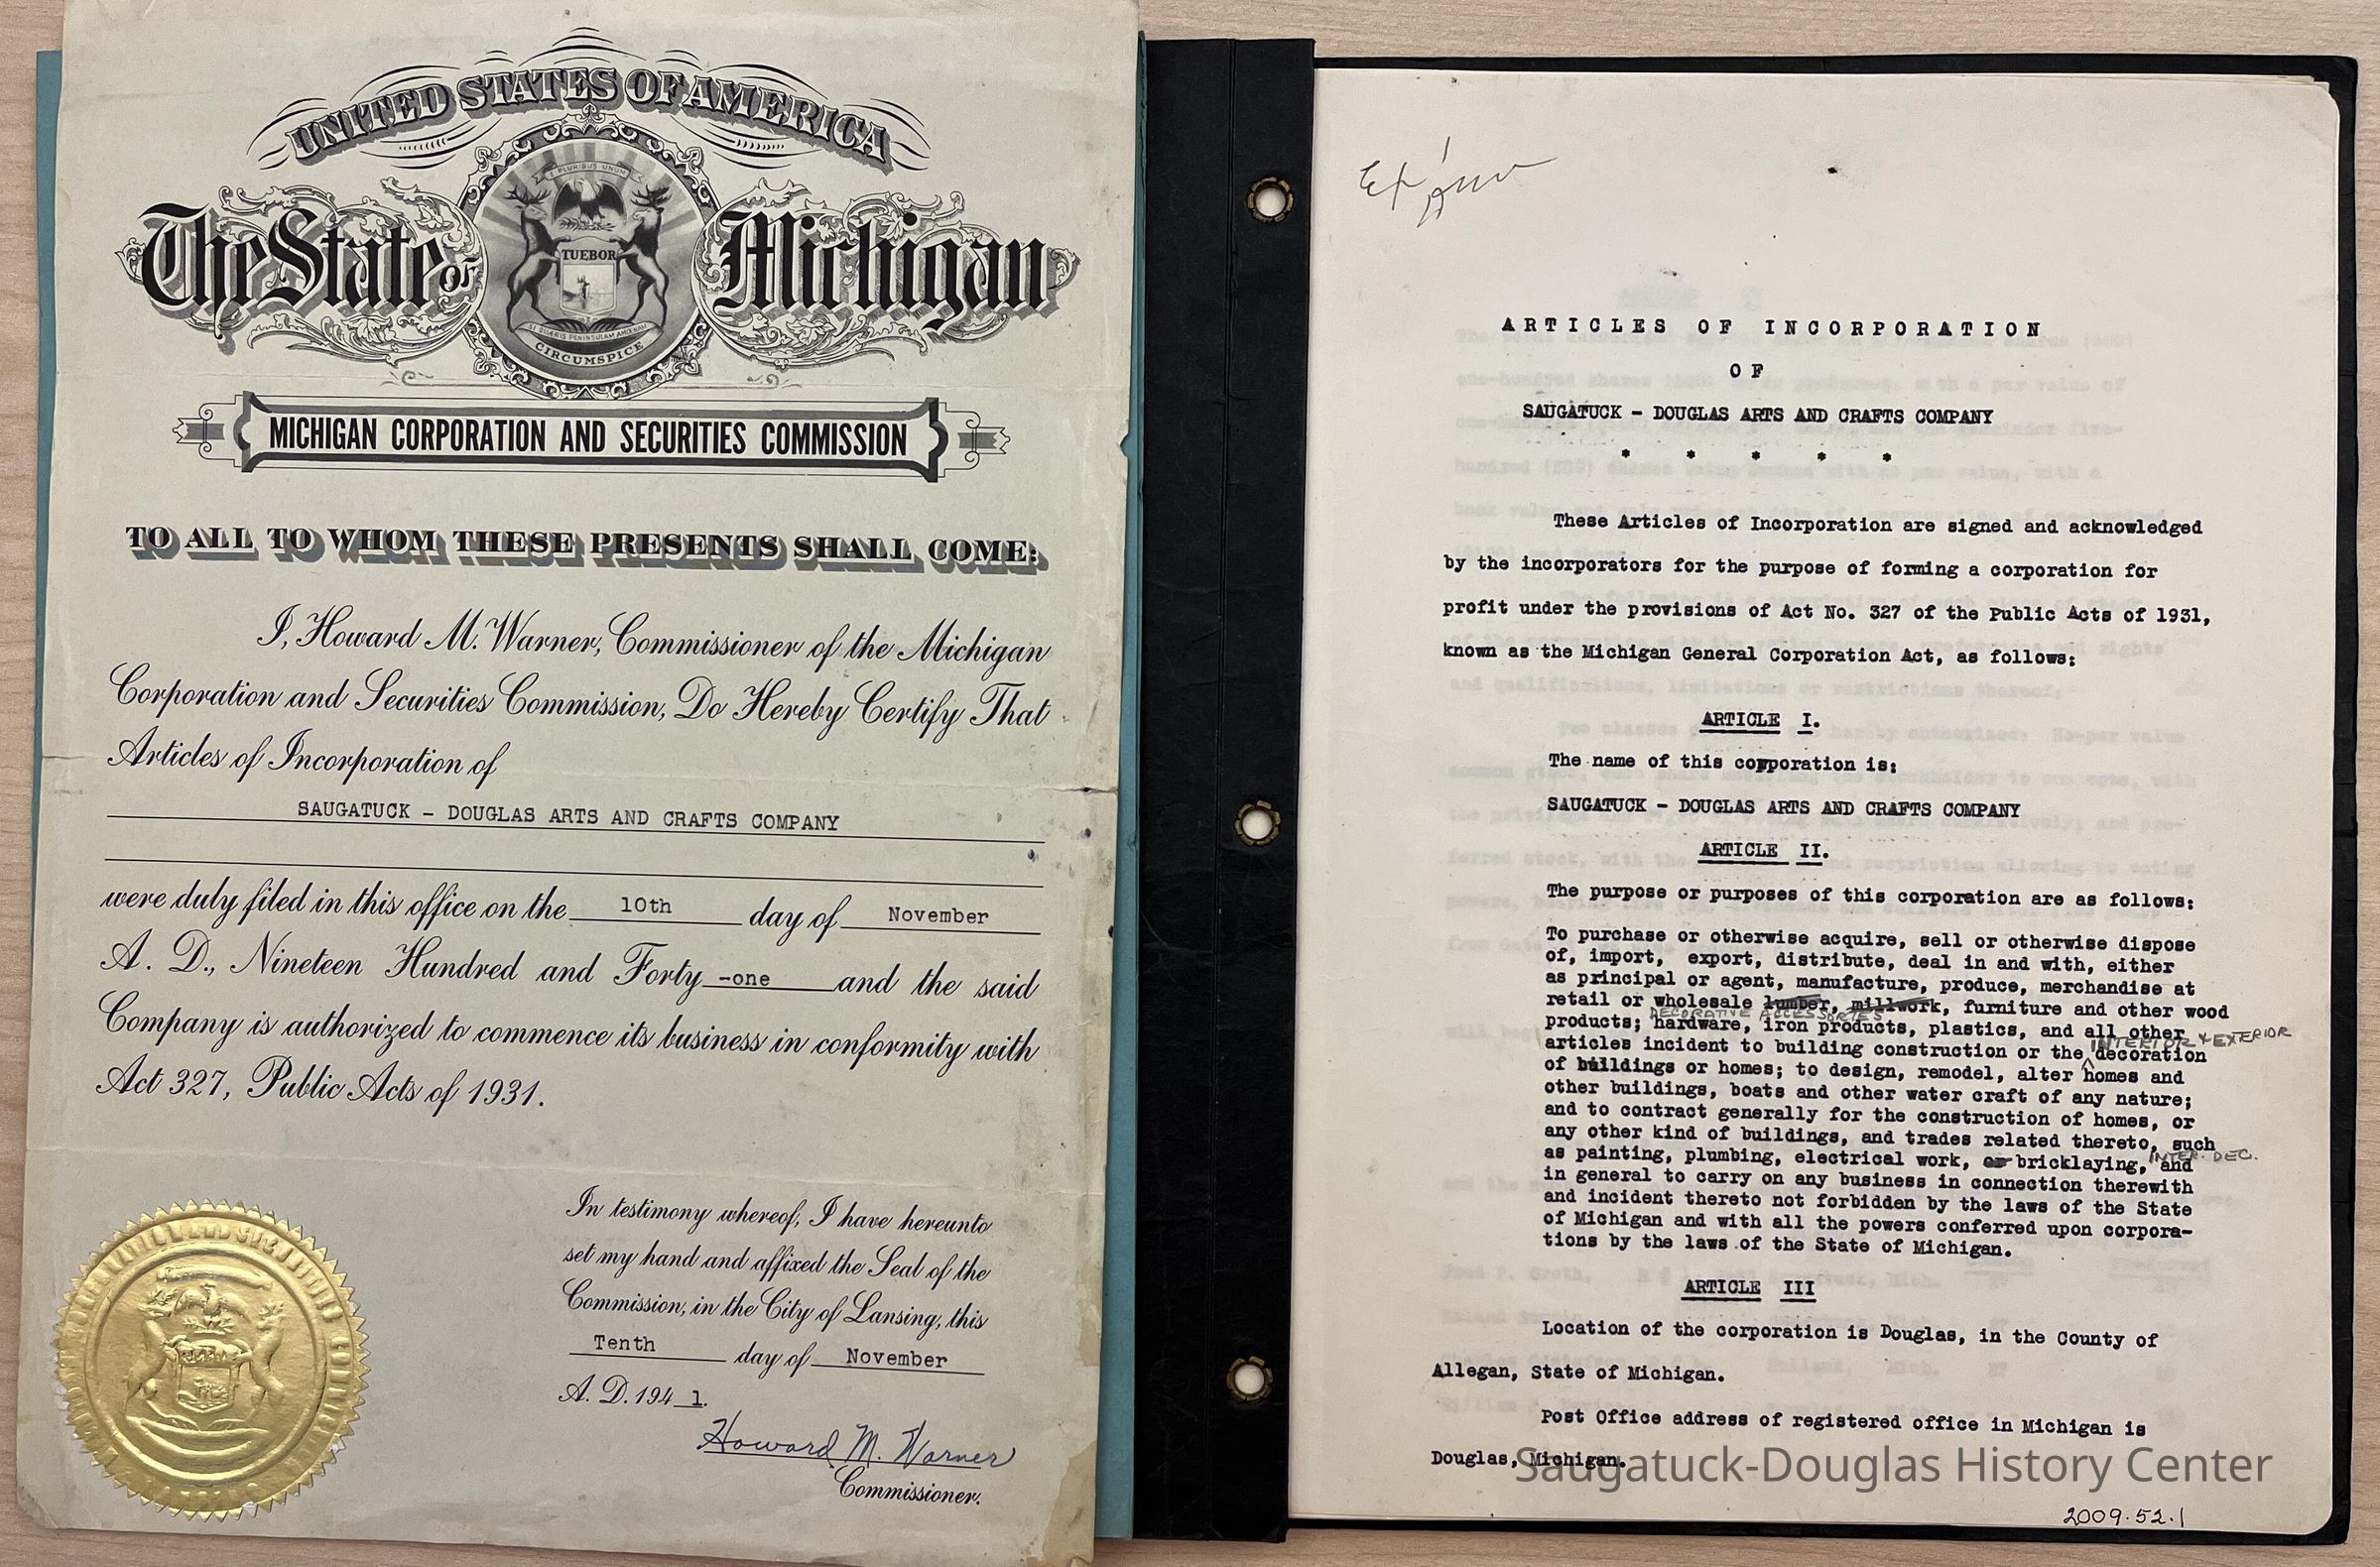 UNITED STATES OF AMERICA
The State of Michigan
E PLURIBUS UNUM
TUEBOR
SI QUAERIS PENINSULAM AMOENAM
CIRCUMSPICE
MICHIGAN CORPORATION AND SECURITIES COMMISSION
TO ALL TO WHOM THESE PRESENTS SHALL COME:
I, Howard M. Warner, Commissioner of the Michigan
Corporation and Securities Commission, Do Hereby Certify That
Articles of Incorporation of
SAUGATUCK - DOUGLAS ARTS AND CRAFTS COMPANY
were duly filed in this office on the 10th day of November
A. D., Nineteen Hundred and Forty -one and the said
Company is authorized to commence its business in conformity with
Act 327, Public Acts of 1931.
In testimony whereof, I have hereunto
set my hand and affixed the Seal of the
Commission, in the City of Lansing, this
Tenth day of November
A. D. 194 1.
Howard M. Warner
Commissioner.
ARTICLES OF INCORPORATION
OF
SAUGATUCK - DOUGLAS ARTS AND CRAFTS COMPANY
* * * * *
These Articles of Incorporation are signed and acknowledged
by the incorporators for the purpose of forming a corporation for
profit under the provisions of Act No. 327 of the Public Acts of 1931,
known as the Michigan General Corporation Act, as follows:
ARTICLE I.
The name of this corporation is:
SAUGATUCK - DOUGLAS ARTS AND CRAFTS COMPANY
ARTICLE II.
The purpose or purposes of this corporation are as follows:
To purchase or otherwise acquire, sell or otherwise dispose
of, import, export, distribute, deal in and with, either
as principal or agent, manufacture, produce, merchandise at
retail or wholesale lumber, millwork, furniture and other wood
DECORATIVE ACCESSORIES
products; hardware, iron products, plastics, and all other
INTERIOR & EXTERIOR
articles incident to building construction or the decoration
of buildings or homes; to design, remodel, alter homes and
other buildings, boats and other water craft of any nature;
and to contract generally for the construction of homes, or
any other kind of buildings, and trades related thereto, such
INTER. DEC.
as painting, plumbing, electrical work, or bricklaying, and
in general to carry on any business in connection therewith
and incident thereto not forbidden by the laws of the State
of Michigan and with all the powers conferred upon corpora-
tions by the laws of the State of Michigan.
ARTICLE III
Location of the corporation is Douglas, in the County of
Allegan, State of Michigan.
Post Office address of registered office in Michigan is
Douglas, Michigan.
Saugatuck-Douglas History Center
2009.52.1